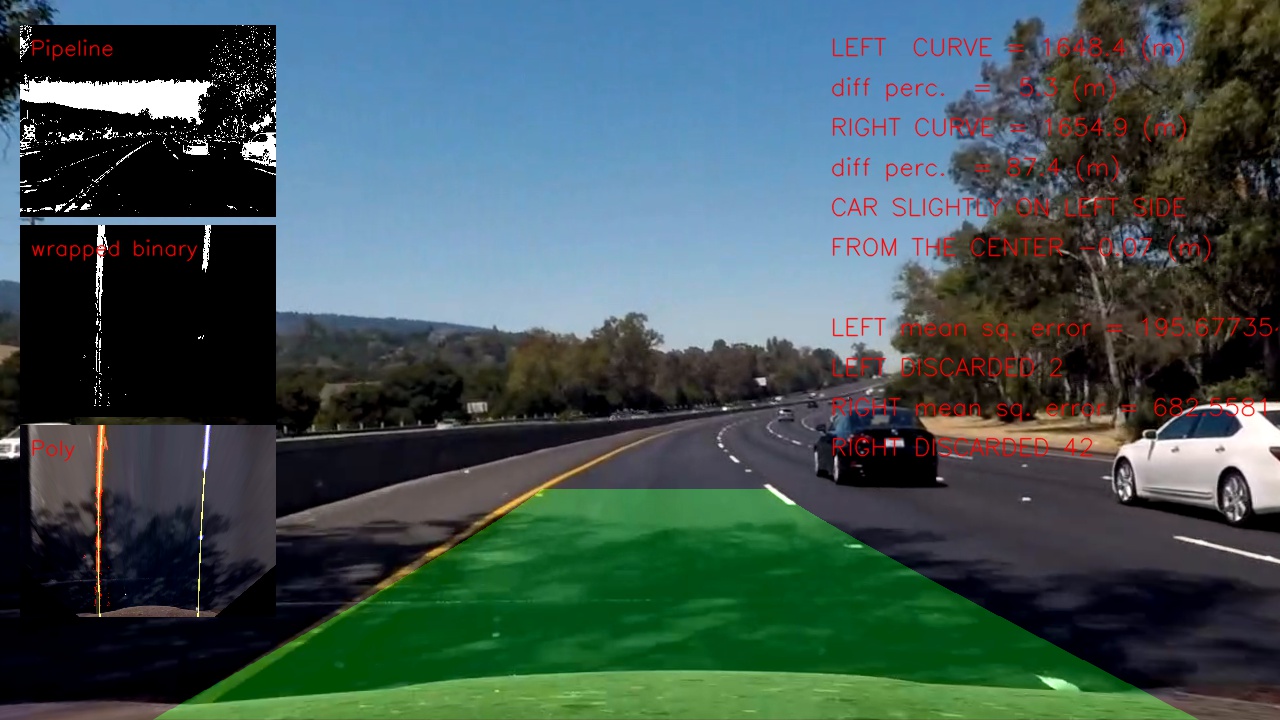 Pipeline
wrapped binary
Poly
LEFT CURVE = 1648.4 (m)
diff perc. = 5.3 (m)
RIGHT CURVE = 1654.9 (m)
diff perc. = 87.4 (m)
CAR SLIGHTLY ON LEFT SIDE
FROM THE CENTER -0.07 (m)
LEFT mean sq. error = 195.67735
LEFT DISCARDED 2
RIGHT mean sq. error = 682.5581
RIGHT DISCARDED 42